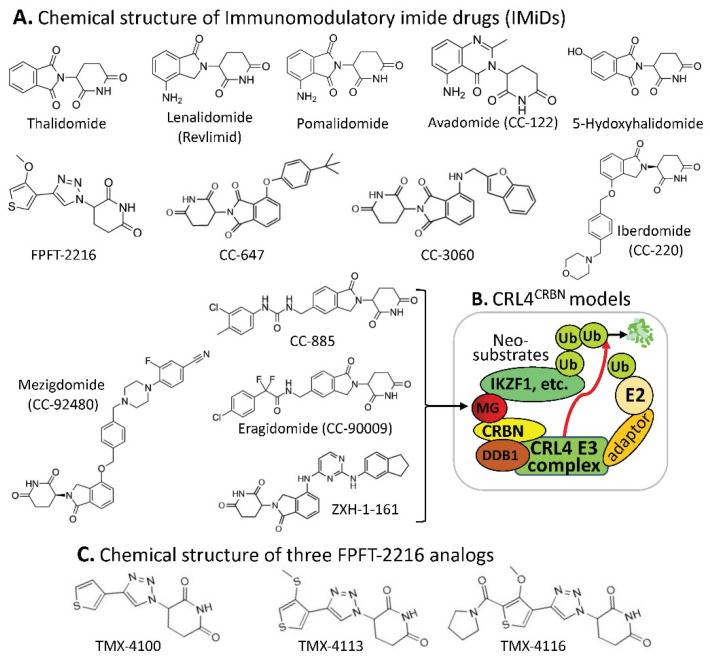 A. Chemical structure of Immunomodulatory imide drugs (IMiDs)
Thalidomide
Lenalidomide
(Revlimid)
Pomalidomide
Avadomide (CC-122)
5-Hydoxyhalidomide
FPFT-2216
CC-647
CC-3060
Iberdomide
(CC-220)
CC-885
Mezigdomide
(CC-92480)
Eragidomide (CC-90009)
ZXH-1-161
B. CRL4CRBN models
Neo-
substrates
Ub
Ub
Ub
Ub
IKZF1, etc.
E2
MG
CRBN
DDB1
CRL4 E3
complex
adaptor
C. Chemical structure of three FPFT-2216 analogs
TMX-4100
TMX-4113
TMX-4116